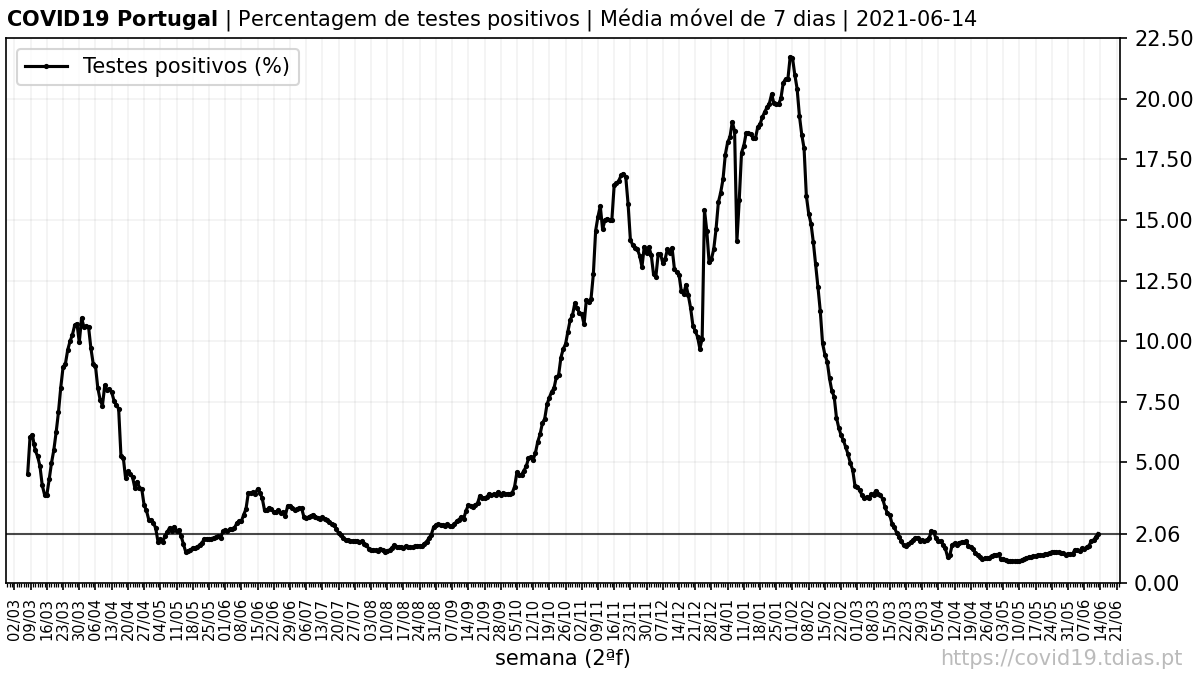 COVID19 Portugal | Percentagem de testes positivos | Média móvel de 7 dias | 2021-06-14
Testes positivos (%)
22.50
20.00
17.50
15.00
12.50
10.00
7.50
5.00
2.06
0.00
02/03 09/03 16/03 23/03 30/03 06/04 13/04 20/04 27/04 04/05 11/05 18/05 25/05 01/06 08/06 15/06 22/06 29/06 06/07 13/07 20/07 27/07 03/08 10/08 17/08 24/08 31/08 07/09 14/09 21/09 28/09 05/10 12/10 19/10 26/10 02/11 09/11 16/11 23/11 30/11 07/12 14/12 21/12 28/12 04/01 11/01 18/01 25/01 01/02 08/02 15/02 22/02 01/03 08/03 15/03 22/03 29/03 05/04 12/04 19/04 26/04 03/05 10/05 17/05 24/05 31/05 07/06 14/06 21/06
semana (2ªf)
https://covid19.tdias.pt